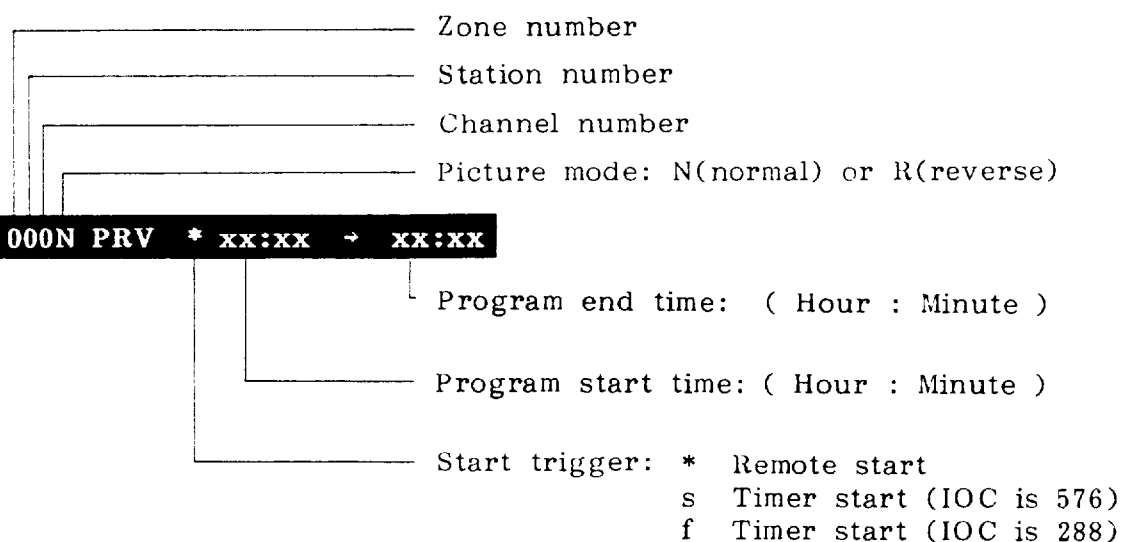 Zone number
Station number
Channel number
Picture mode: N(normal) or R(reverse)
000N PRV * xx:xx → xx:xx
Program end time: ( Hour : Minute )
Program start time: ( Hour : Minute )
Start trigger: * Remote start
s Timer start (IOC is 576)
f Timer start (IOC is 288)